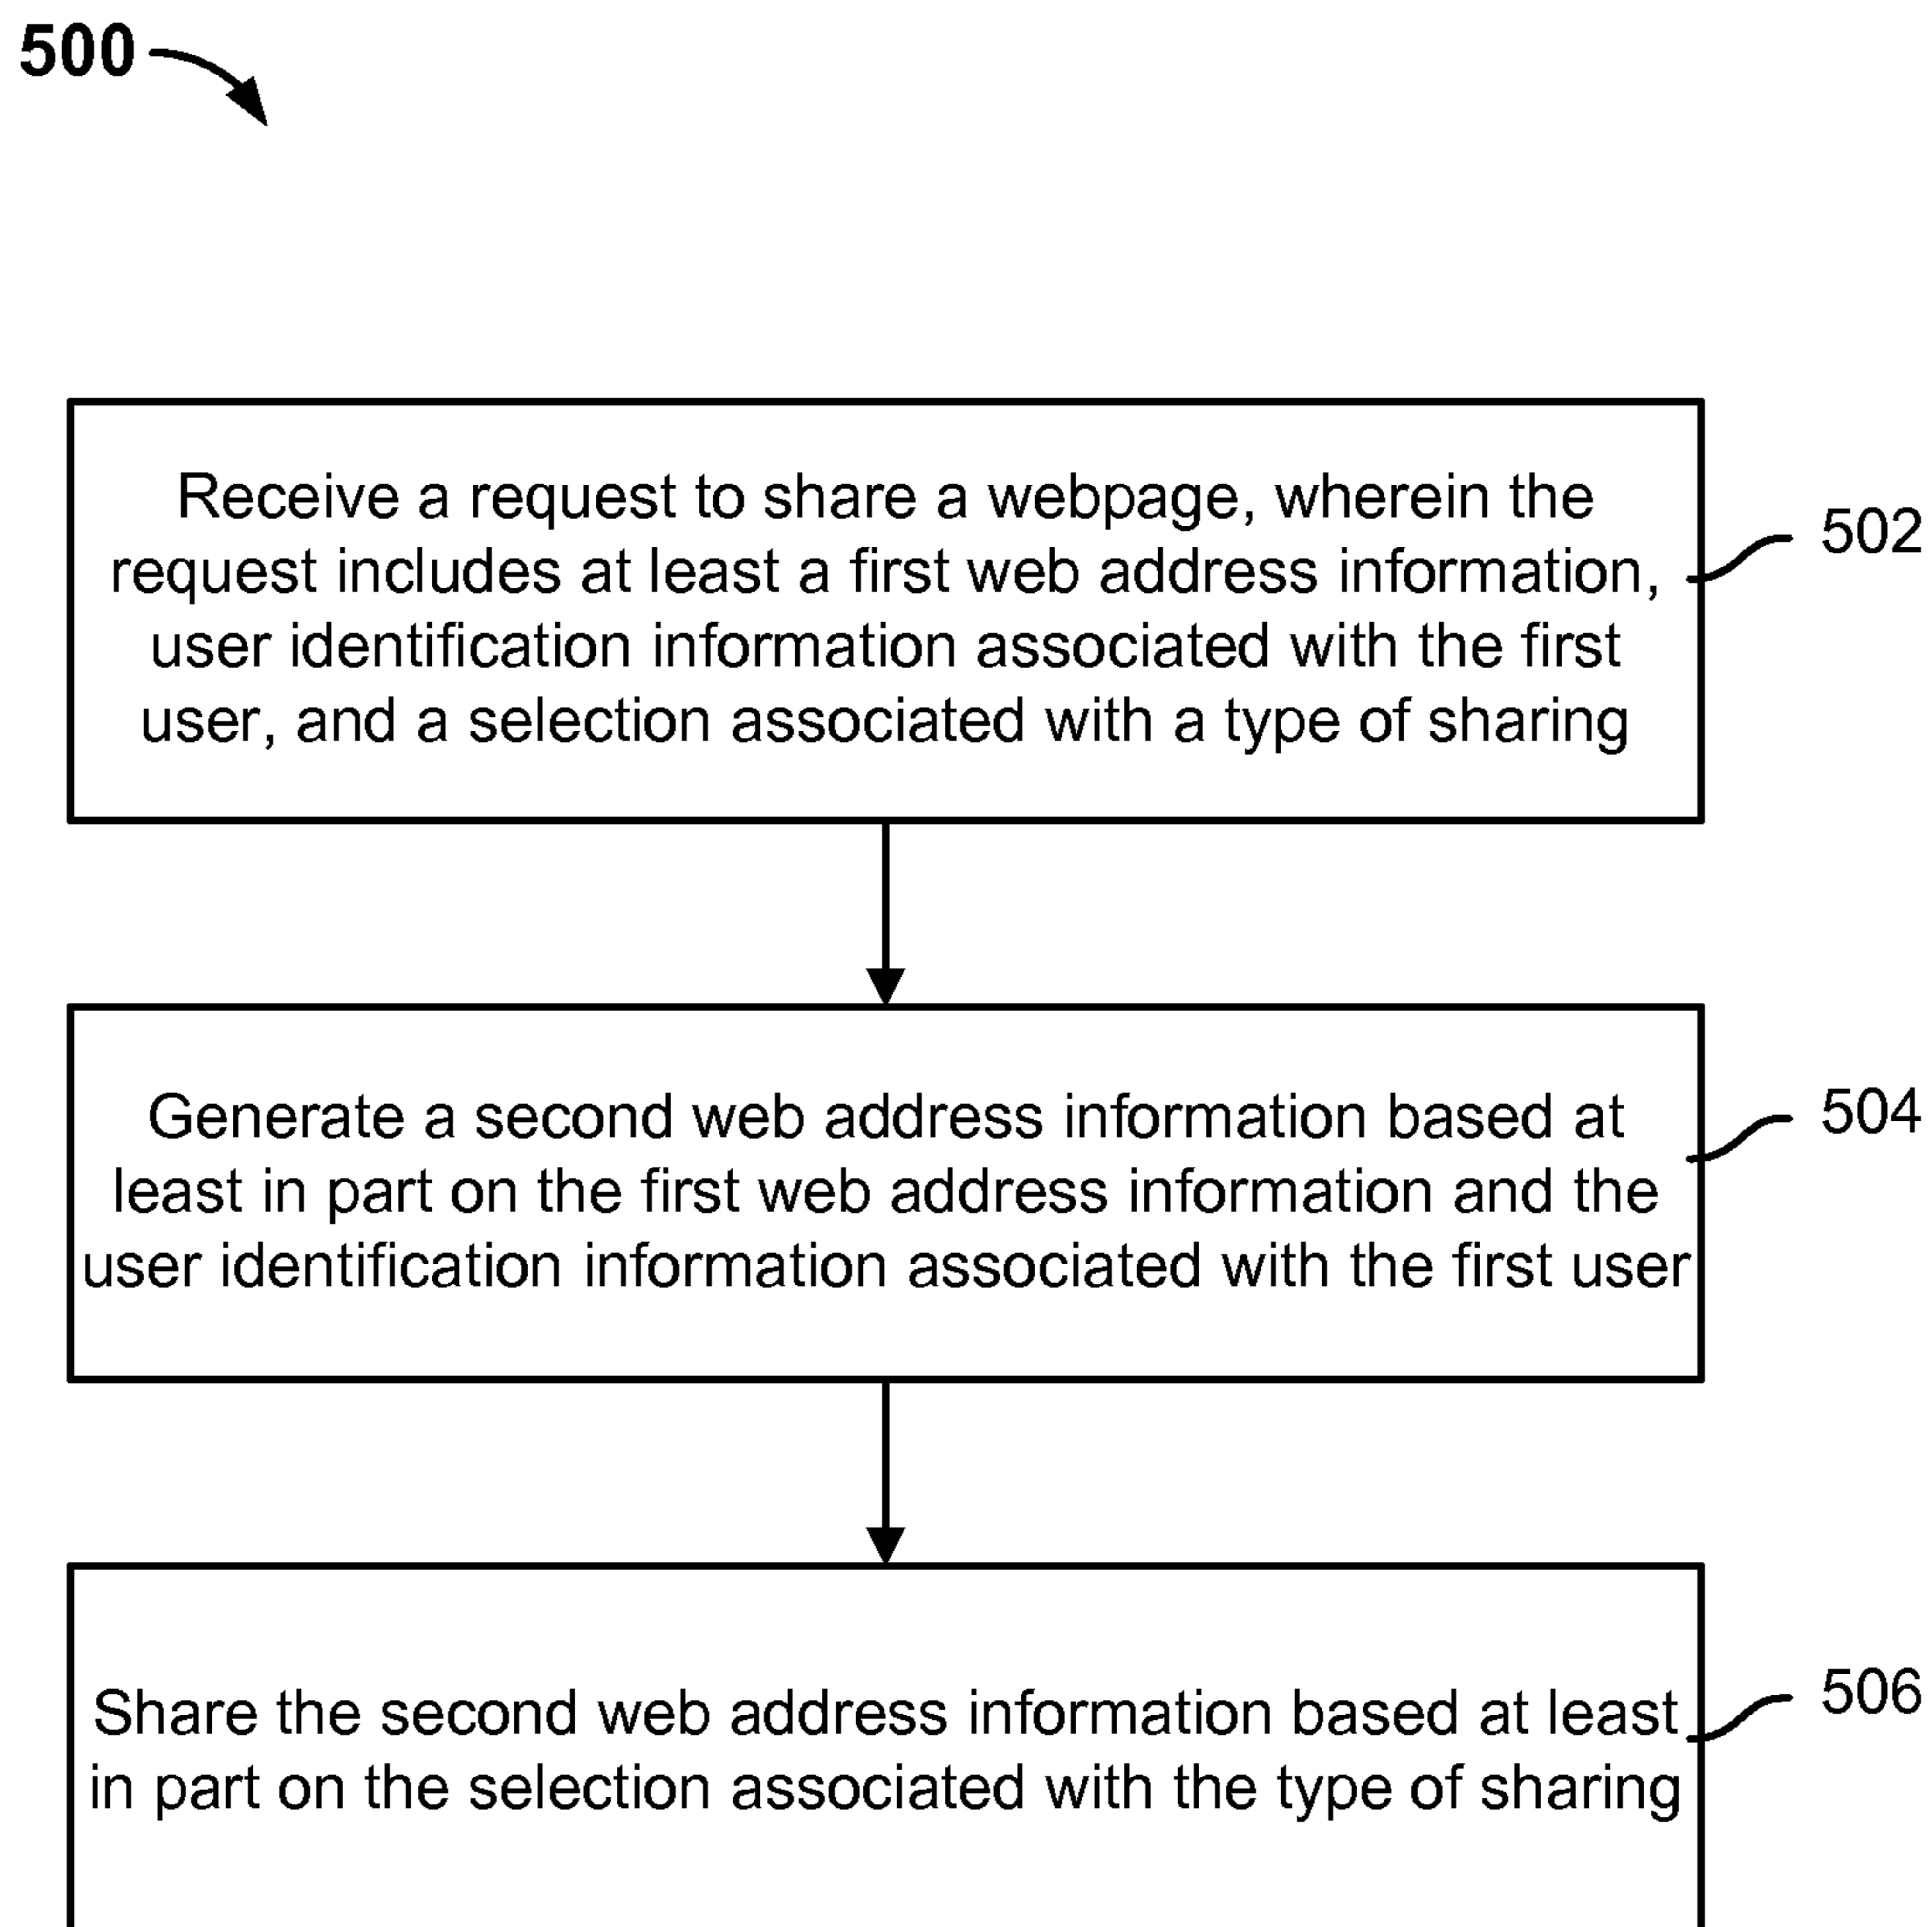 500
Receive a request to share a webpage, wherein the
request includes at least a first web address information,
user identification information associated with the first
user, and a selection associated with a type of sharing
502
Generate a second web address information based at
least in part on the first web address information and the
user identification information associated with the first user
504
Share the second web address information based at least
in part on the selection associated with the type of sharing
506